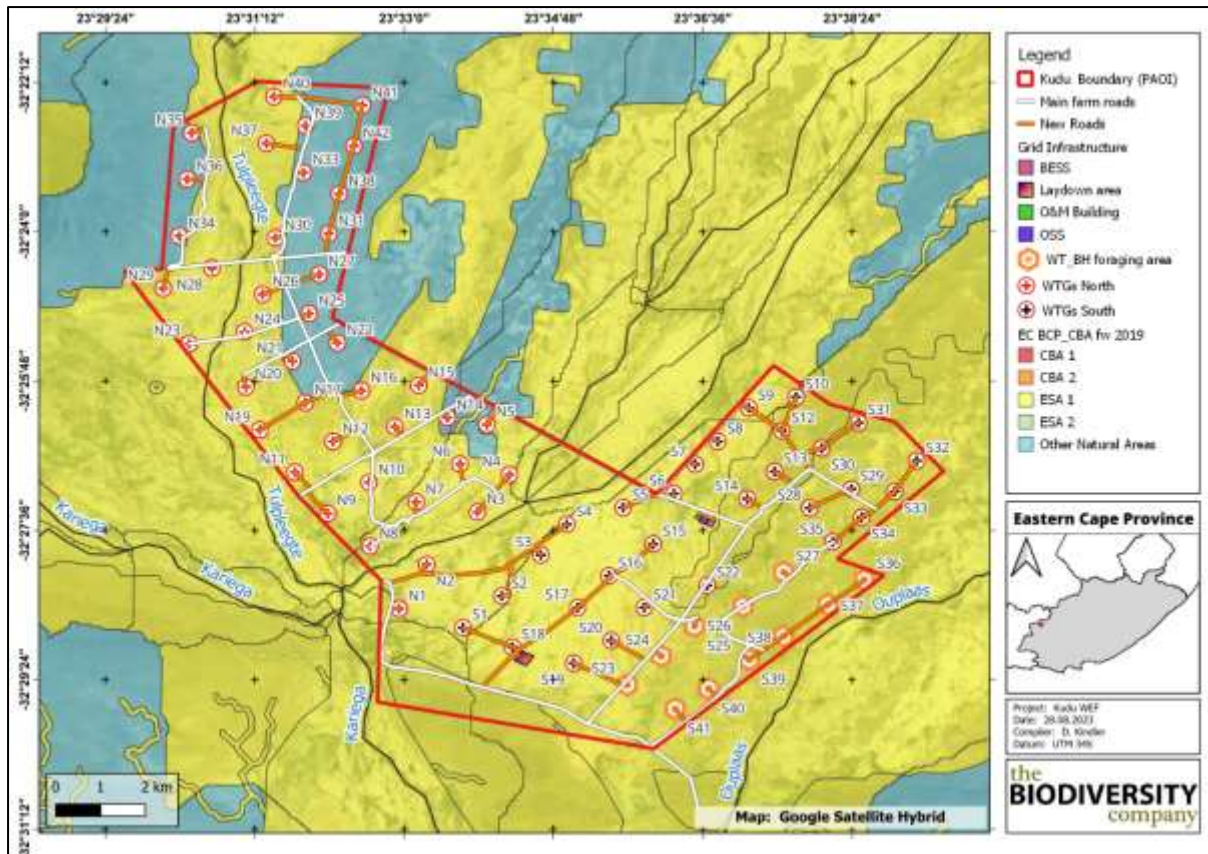 23°29'24"
23°31'12"
23°33'0"
23°34'48"
23°36'36"
23°38'24"
-32°22'12"
-32°24'0"
-32°25'48"
-32°27'36"
-32°29'24"
-32°31'12"
N40
N41
N35
N39
N37
N42
N36
N33
N38
Tulpleegte
N34
N30
N31
N27
N29
N28
N26
N25
N24
N23
N22
N21
N20
N16
N15
N17
N19
N13
N14
N5
N12
N11
N10
N6
N4
N9
N7
N3
N8
N2
N1
Tulpleegte
Kariega
Kariega
Kariega
S10
S9
S12
S31
S8
S7
S32
S13
S30
S6
S29
S5
S14
S28
S33
S4
S35
S34
S15
S3
S27
S16
S36
S2
S22
S37
Ouplaas
S17
S21
S1
S26
S20
S24
S25
S38
S18
S39
S23
S19
S40
S41
Ouplaas
0 1 2 km
Map: Google Satellite Hybrid
Legend
Kudu Boundary (PAOI)
Main farm roads
New Roads
Grid Infrastructure
BESS
Laydown area
O&M Building
OSS
WT_BH foraging area
WTGs North
WTGs South
EC BCP_CBA fw 2019
CBA 1
CBA 2
ESA 1
ESA 2
Other Natural Areas
Eastern Cape Province
Project: Kudu WEF
Date: 28.08.2023
Compiler: D. Kindler
Datum: UTM 34S
the
BIODIVERSITY
company